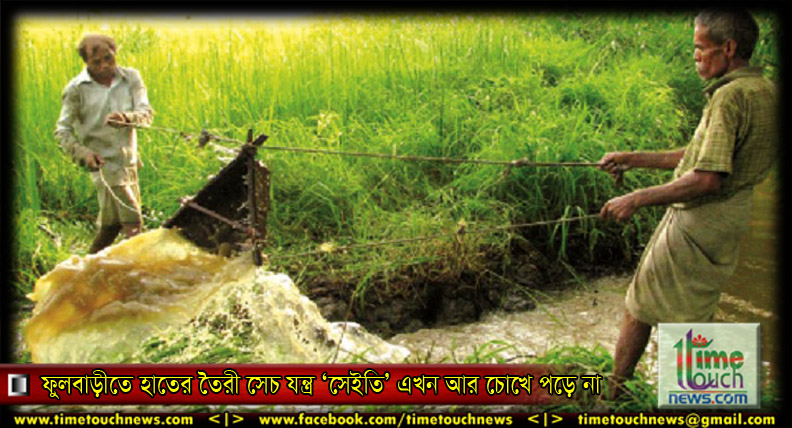 1 time
touch
news.com
ফুলবাড়ীতে হাতের তৈরী সেচ যন্ত্র ‘সেইতি’ এখন আর চোখে পড়ে না
www.timetouchnews.com <|> www.facebook.com/timetouchnews <|> timetouchnews@gmail.com